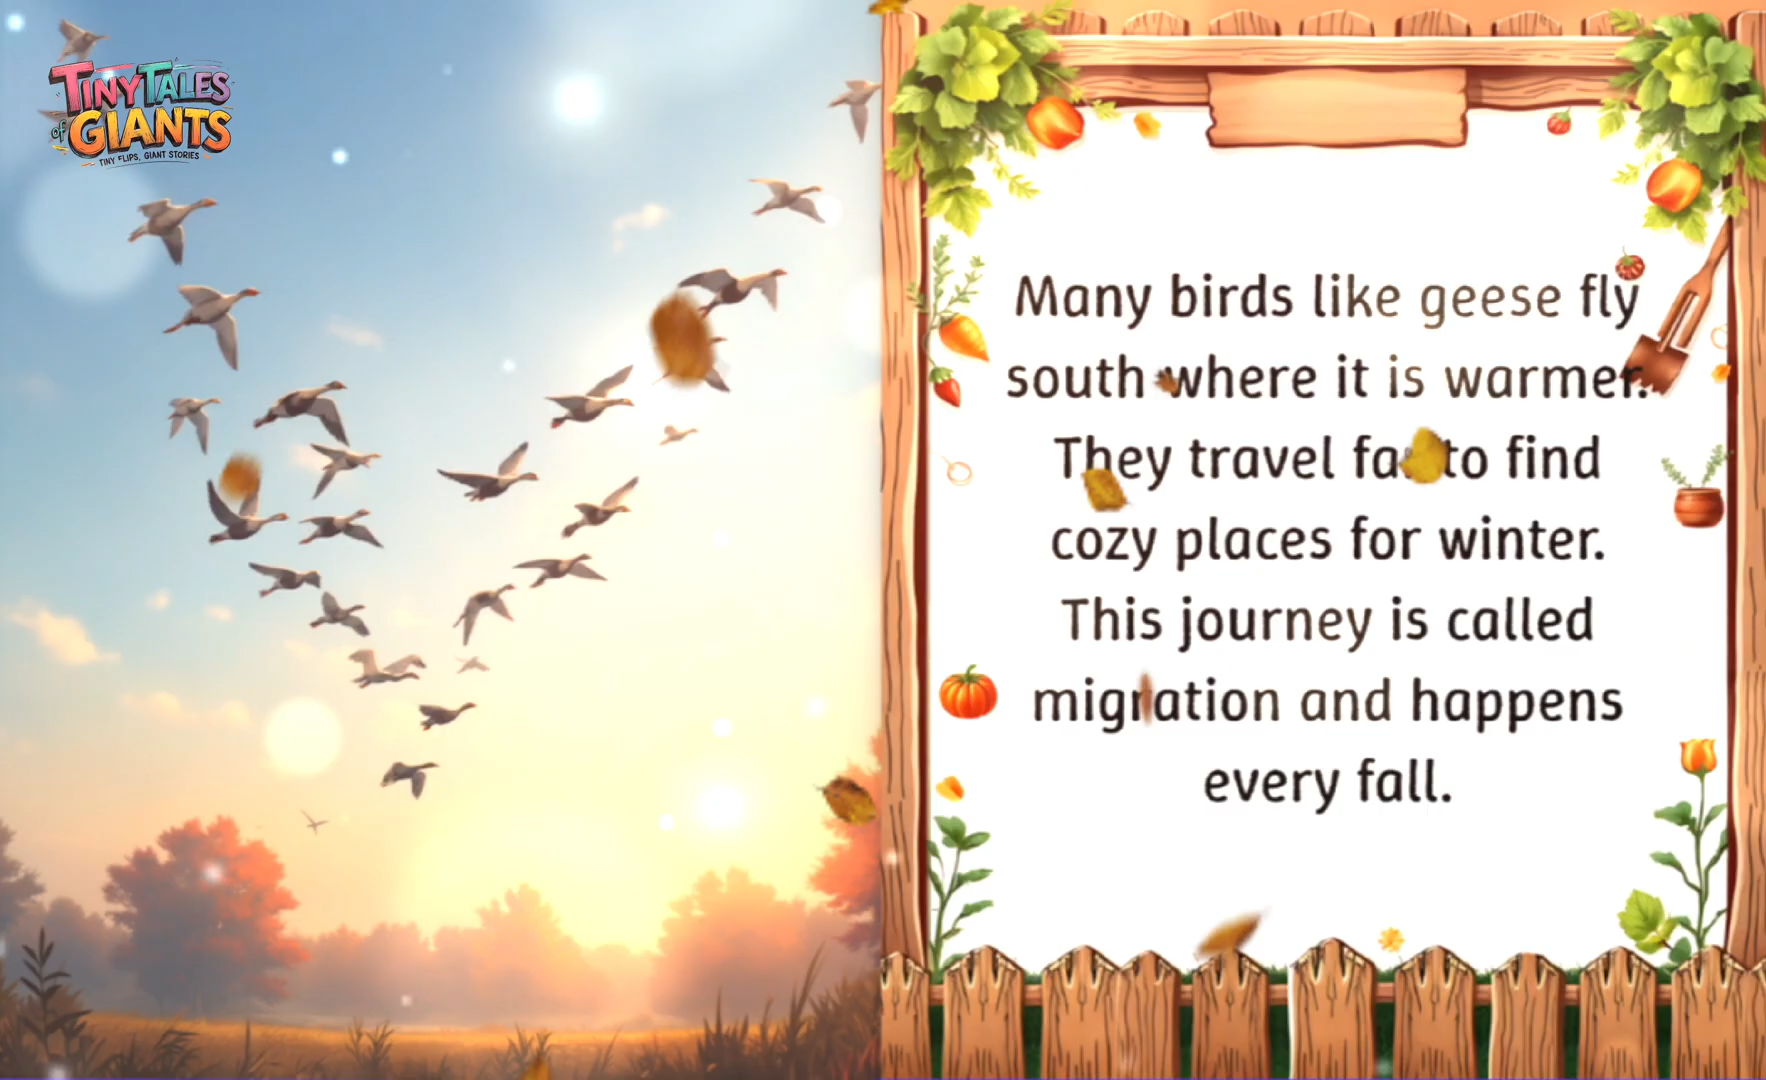 TINY TALES
of GIANTS
TINY FLIPS, GIANT STORIES
Many birds like geese fly
south where it is warmer.
They travel far to find
cozy places for winter.
This journey is called
migration and happens
every fall.